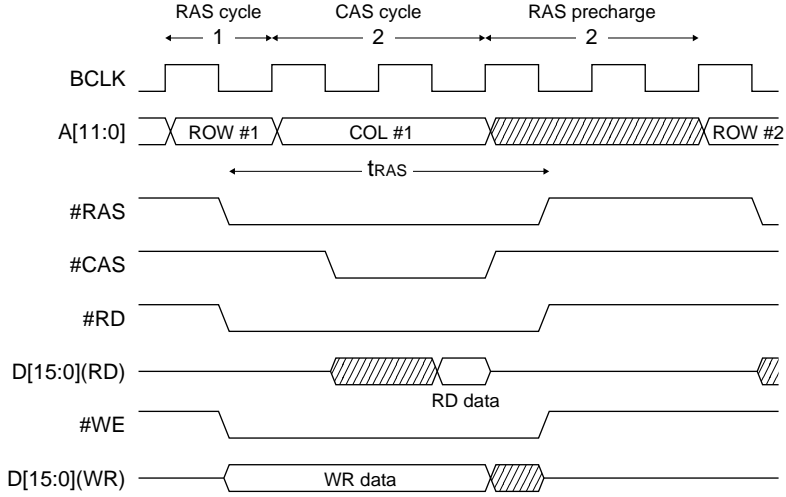 RAS cycle CAS cycle RAS precharge
1 2 2
BCLK
A[11:0] ROW #1 COL #1 ROW #2
tRAS
#RAS
#CAS
#RD
D[15:0](RD)
RD data
#WE
D[15:0](WR) WR data